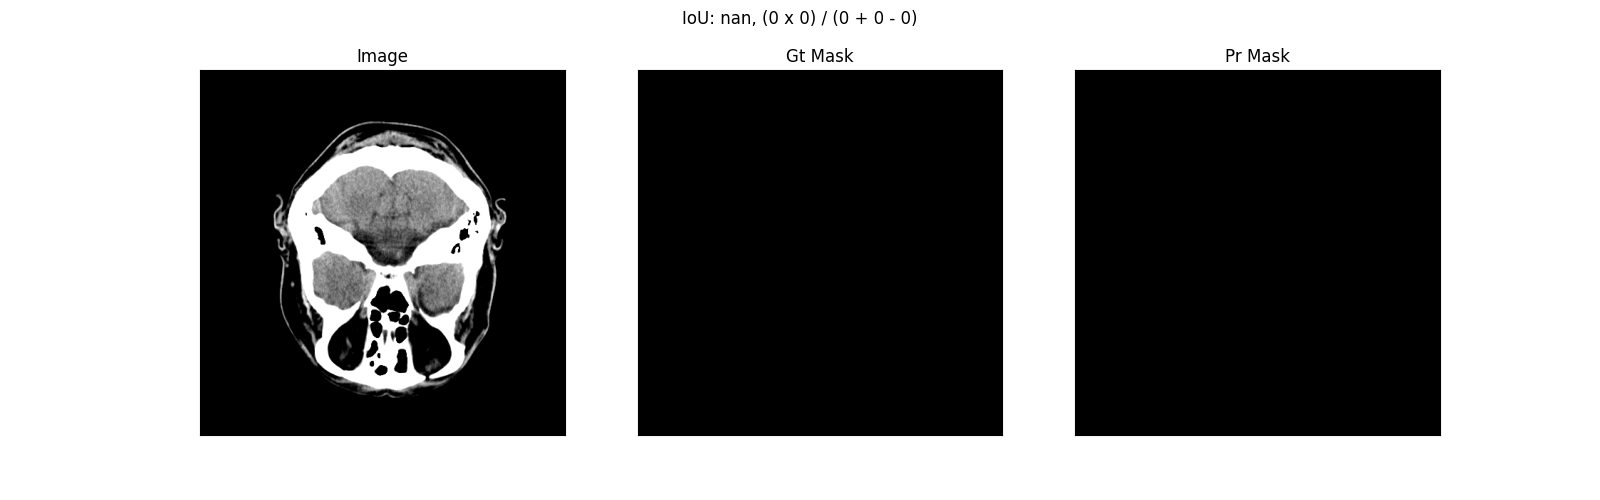 IoU: nan, (0 x 0) / (0 + 0 - 0)
Image
Gt Mask
Pr Mask